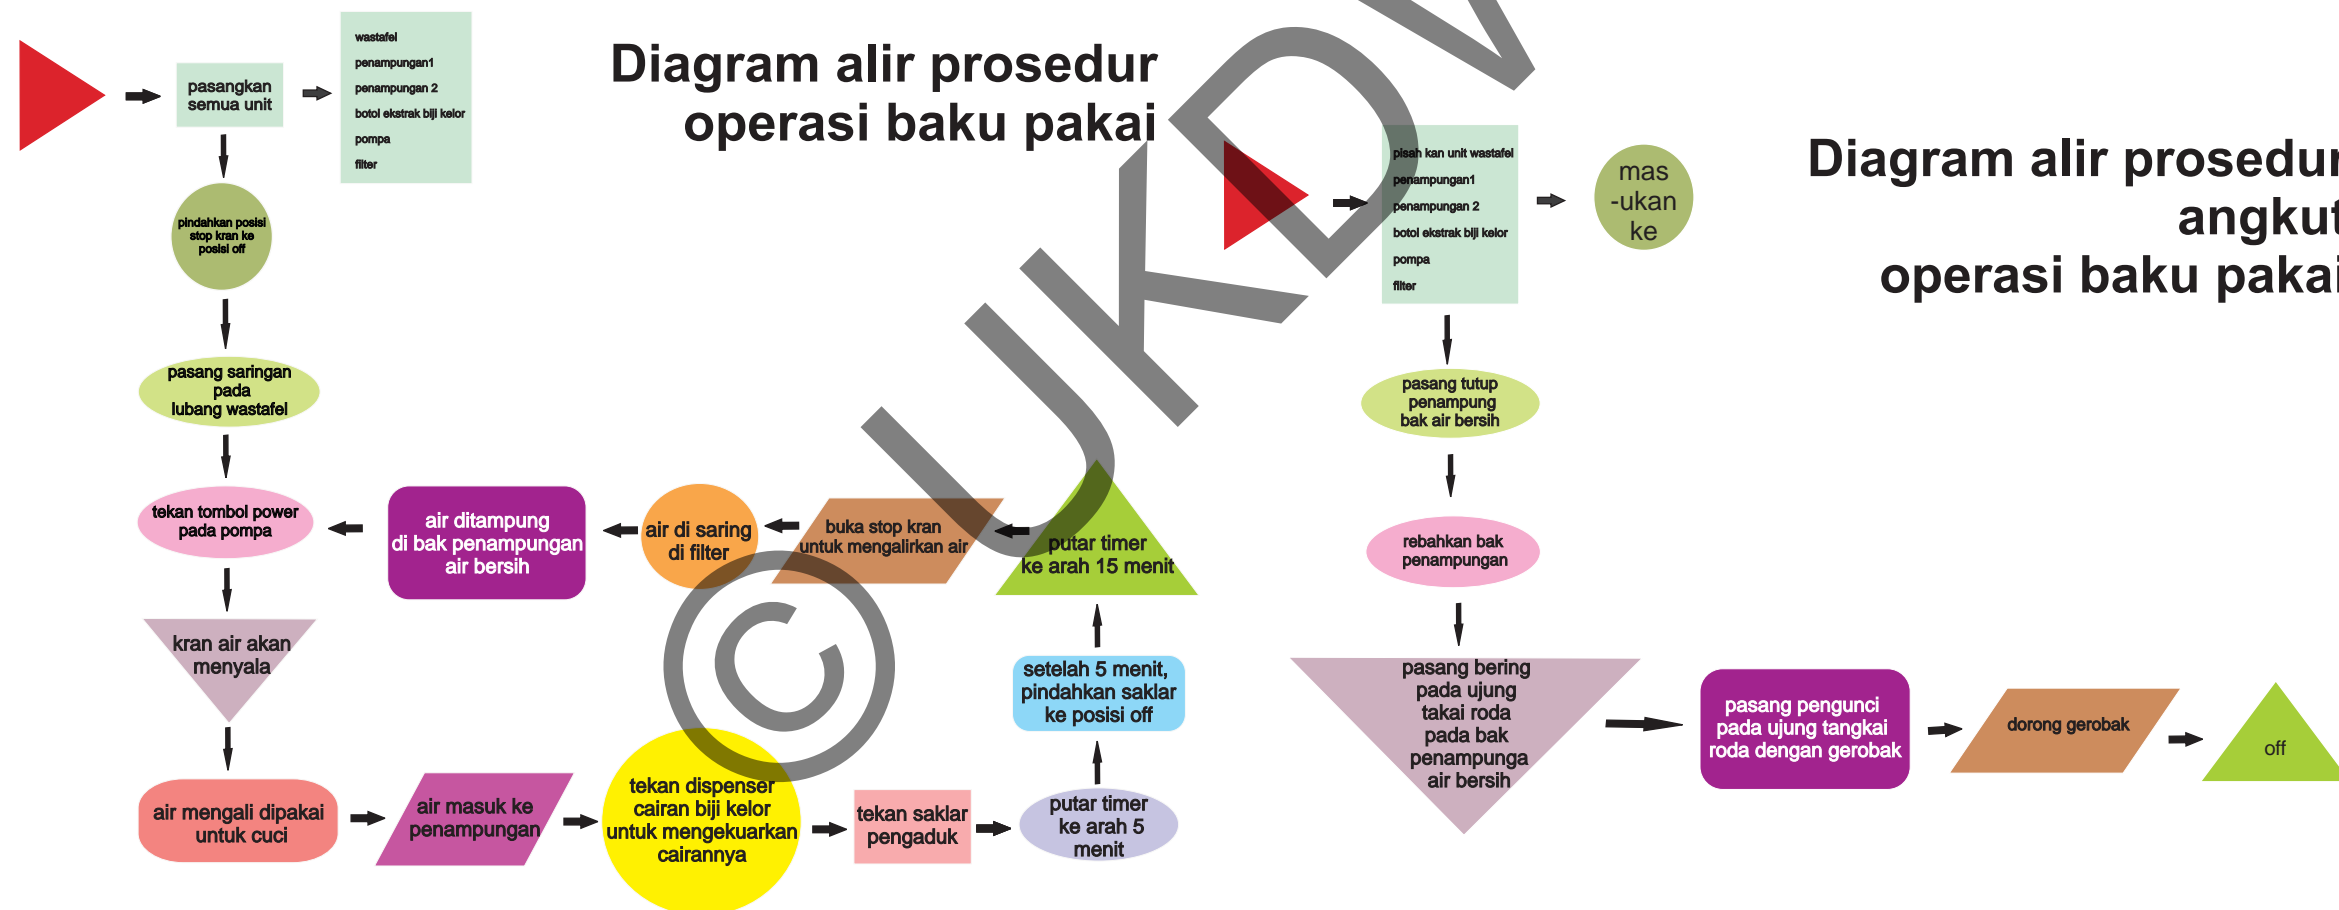 Diagram alir prosedur
operasi baku pakai
pasangkan
semua unit
wastafel
penampungan1
penampungan 2
botol ekstrak biji kelor
pompa
filter
pindahkan posisi
stop kran ke
posisi off
pasang saringan
pada
lubang wastafel
tekan tombol power
pada pompa
kran air akan
menyala
air mengali dipakai
untuk cuci
air masuk ke
penampungan
tekan dispenser
cairan biji kelor
untuk mengekuarkan
cairannya
tekan saklar
pengaduk
putar timer
ke arah 5
menit
setelah 5 menit,
pindahkan saklar
ke posisi off
putar timer
ke arah 15 menit
buka stop kran
untuk mengalirkan air
air di saring
di filter
air ditampung
di bak penampungan
air bersih
Diagram alir prosedur
angkut
operasi baku pakai
pisah kan unit wastafel
penampungan1
penampungan 2
botol ekstrak biji kelor
pompa
filter
mas
-ukan
ke
pasang tutup
penampung
bak air bersih
rebahkan bak
penampungan
pasang bering
pada ujung
takai roda
pada bak
penampunga
air bersih
pasang pengunci
pada ujung tangkai
roda dengan gerobak
dorong gerobak
off
© UKDW